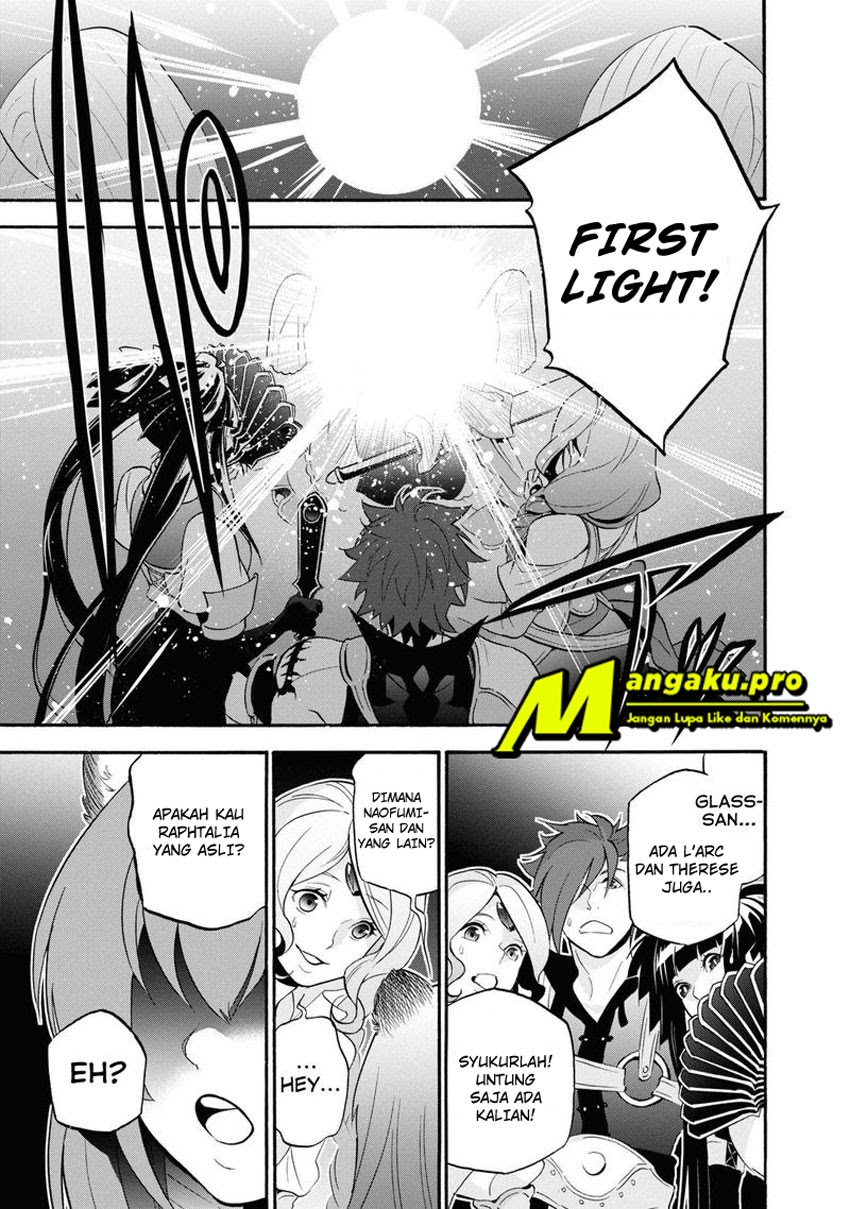 FIRST
LIGHT!
Mangaku.pro
Jangan Lupa Like dan Komennya
GLASS-
SAN...
ADA L'ARC
DAN THERESE
JUGA..
SYUKURLAH!
UNTUNG
SAJA ADA
KALIAN!
DIMANA
NAOFUMI-
SAN DAN
YANG LAIN?
...
HEY...
APAKAH KAU
RAPHTALIA
YANG ASLI?
EH?